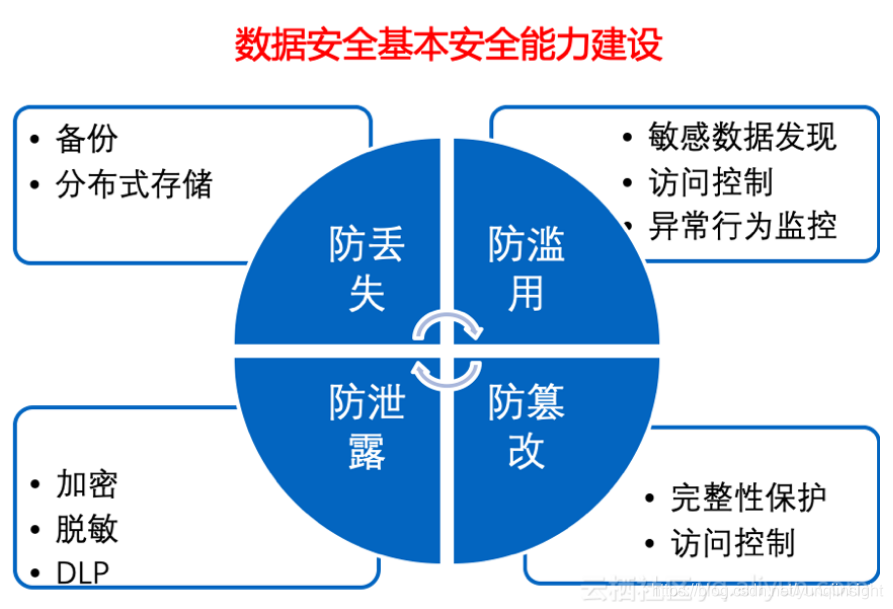 数据安全基本安全能力建设
• 备份
• 分布式存储
• 敏感数据发现
• 访问控制
• 异常行为监控
防丢
失
防滥
用
防泄
露
防篡
改
• 加密
• 脱敏
• DLP
• 完整性保护
• 访问控制